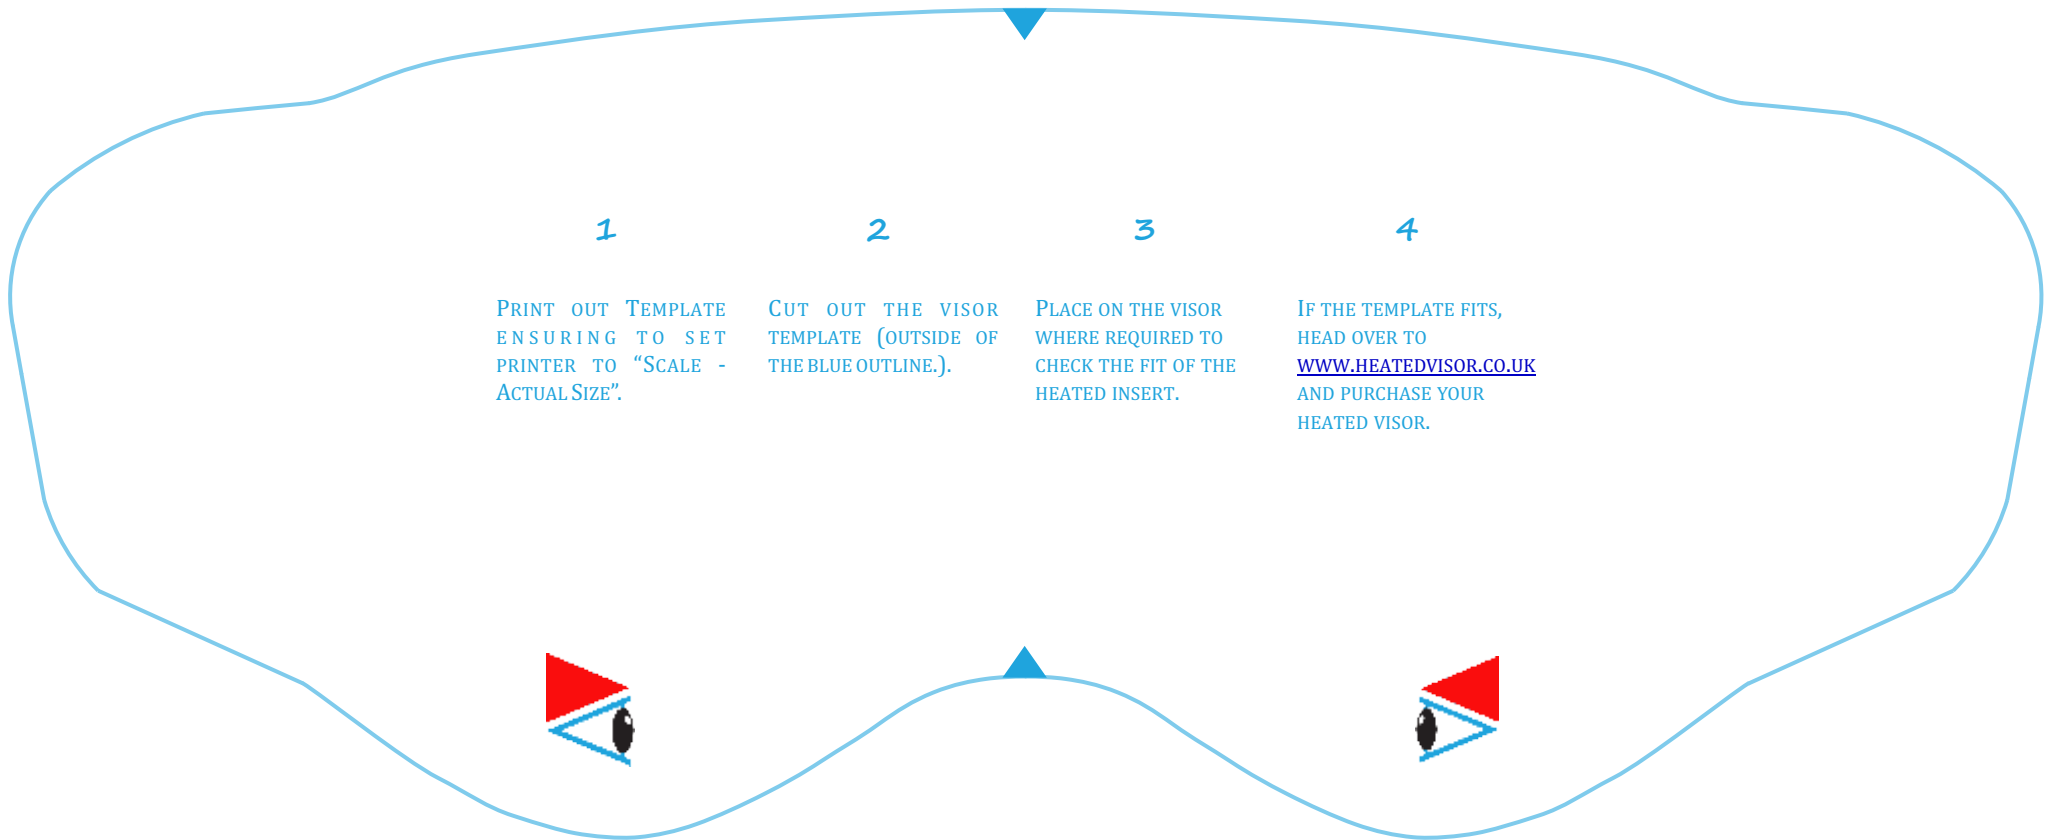 1
PRINT OUT TEMPLATE
ENSURING TO SET
PRINTER TO “SCALE -
ACTUAL SIZE”.
2
CUT OUT THE VISOR
TEMPLATE (OUTSIDE OF
THE BLUE OUTLINE.).
3
PLACE ON THE VISOR
WHERE REQUIRED TO
CHECK THE FIT OF THE
HEATED INSERT.
4
IF THE TEMPLATE FITS,
HEAD OVER TO
WWW.HEATEDVISOR.CO.UK
AND PURCHASE YOUR
HEATED VISOR.